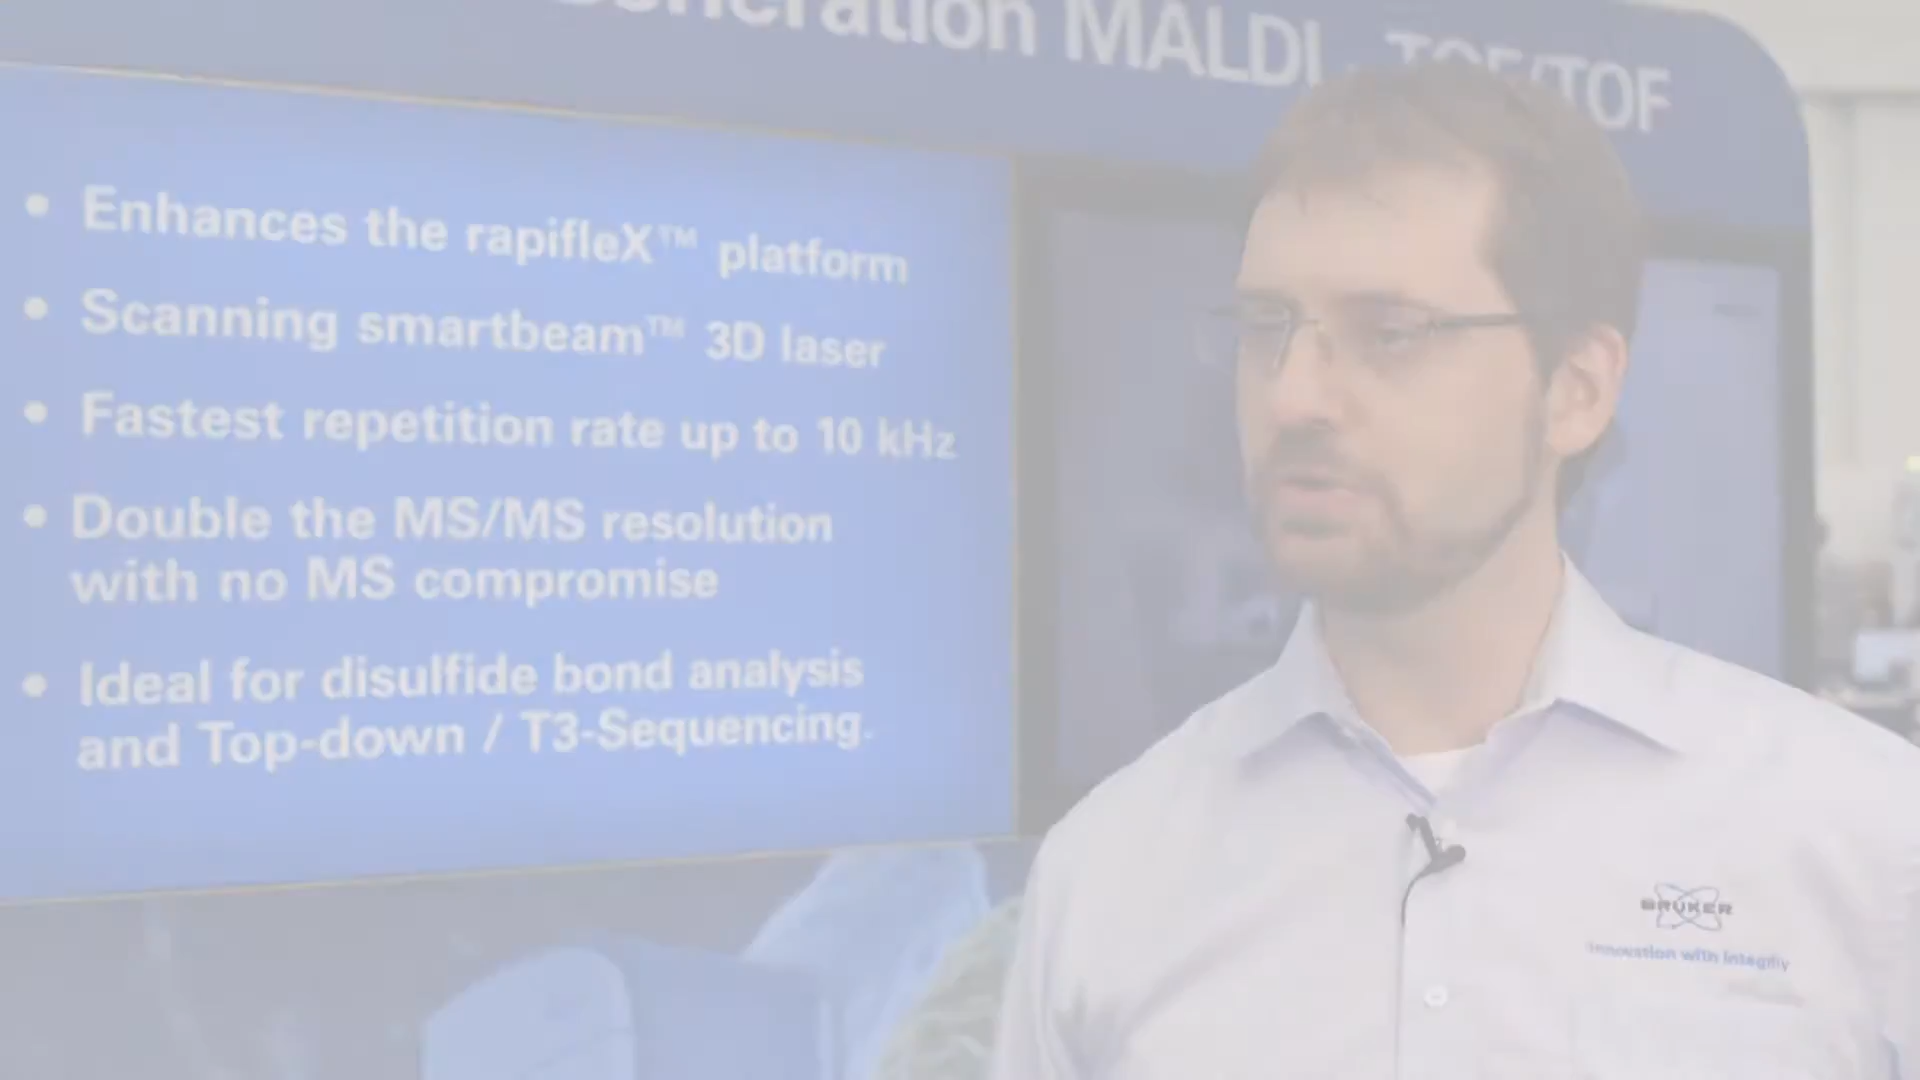 Generation MALDI - TOF/TOF
• Enhances the rapifleX™ platform
• Scanning smartbeam™ 3D laser
• Fastest repetition rate up to 10 kHz
• Double the MS/MS resolution
with no MS compromise
• Ideal for disulfide bond analysis
and Top-down / T3-Sequencing.
BRUKER
Innovation with Integrity